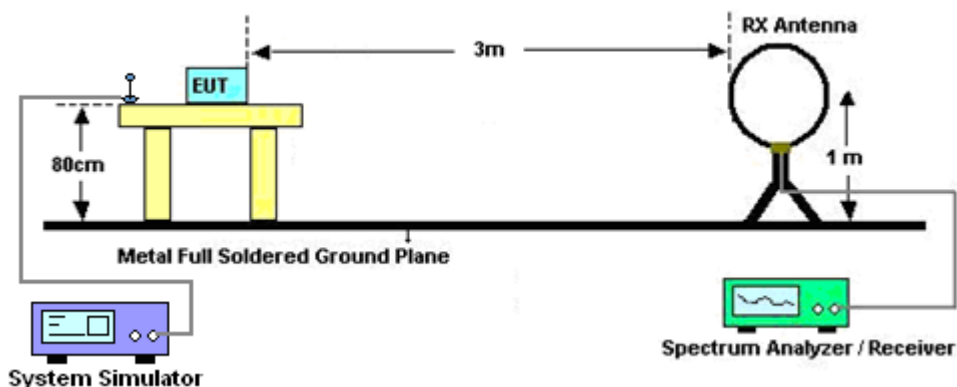 RX Antenna
3m
EUT
80cm
1 m
Metal Full Soldered Ground Plane
System Simulator
Spectrum Analyzer / Receiver